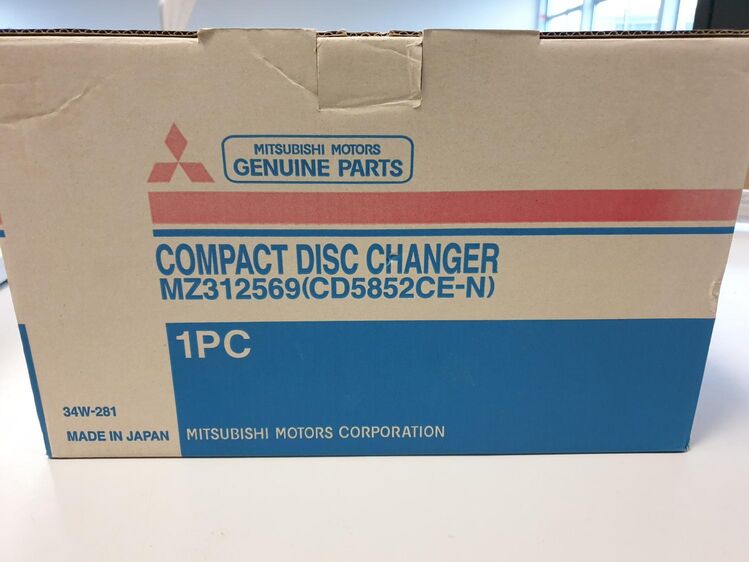 MITSUBISHI MOTORS
GENUINE PARTS
COMPACT DISC CHANGER
MZ312569(CD5852CE-N)
1PC
34W-281
MADE IN JAPAN
MITSUBISHI MOTORS CORPORATION